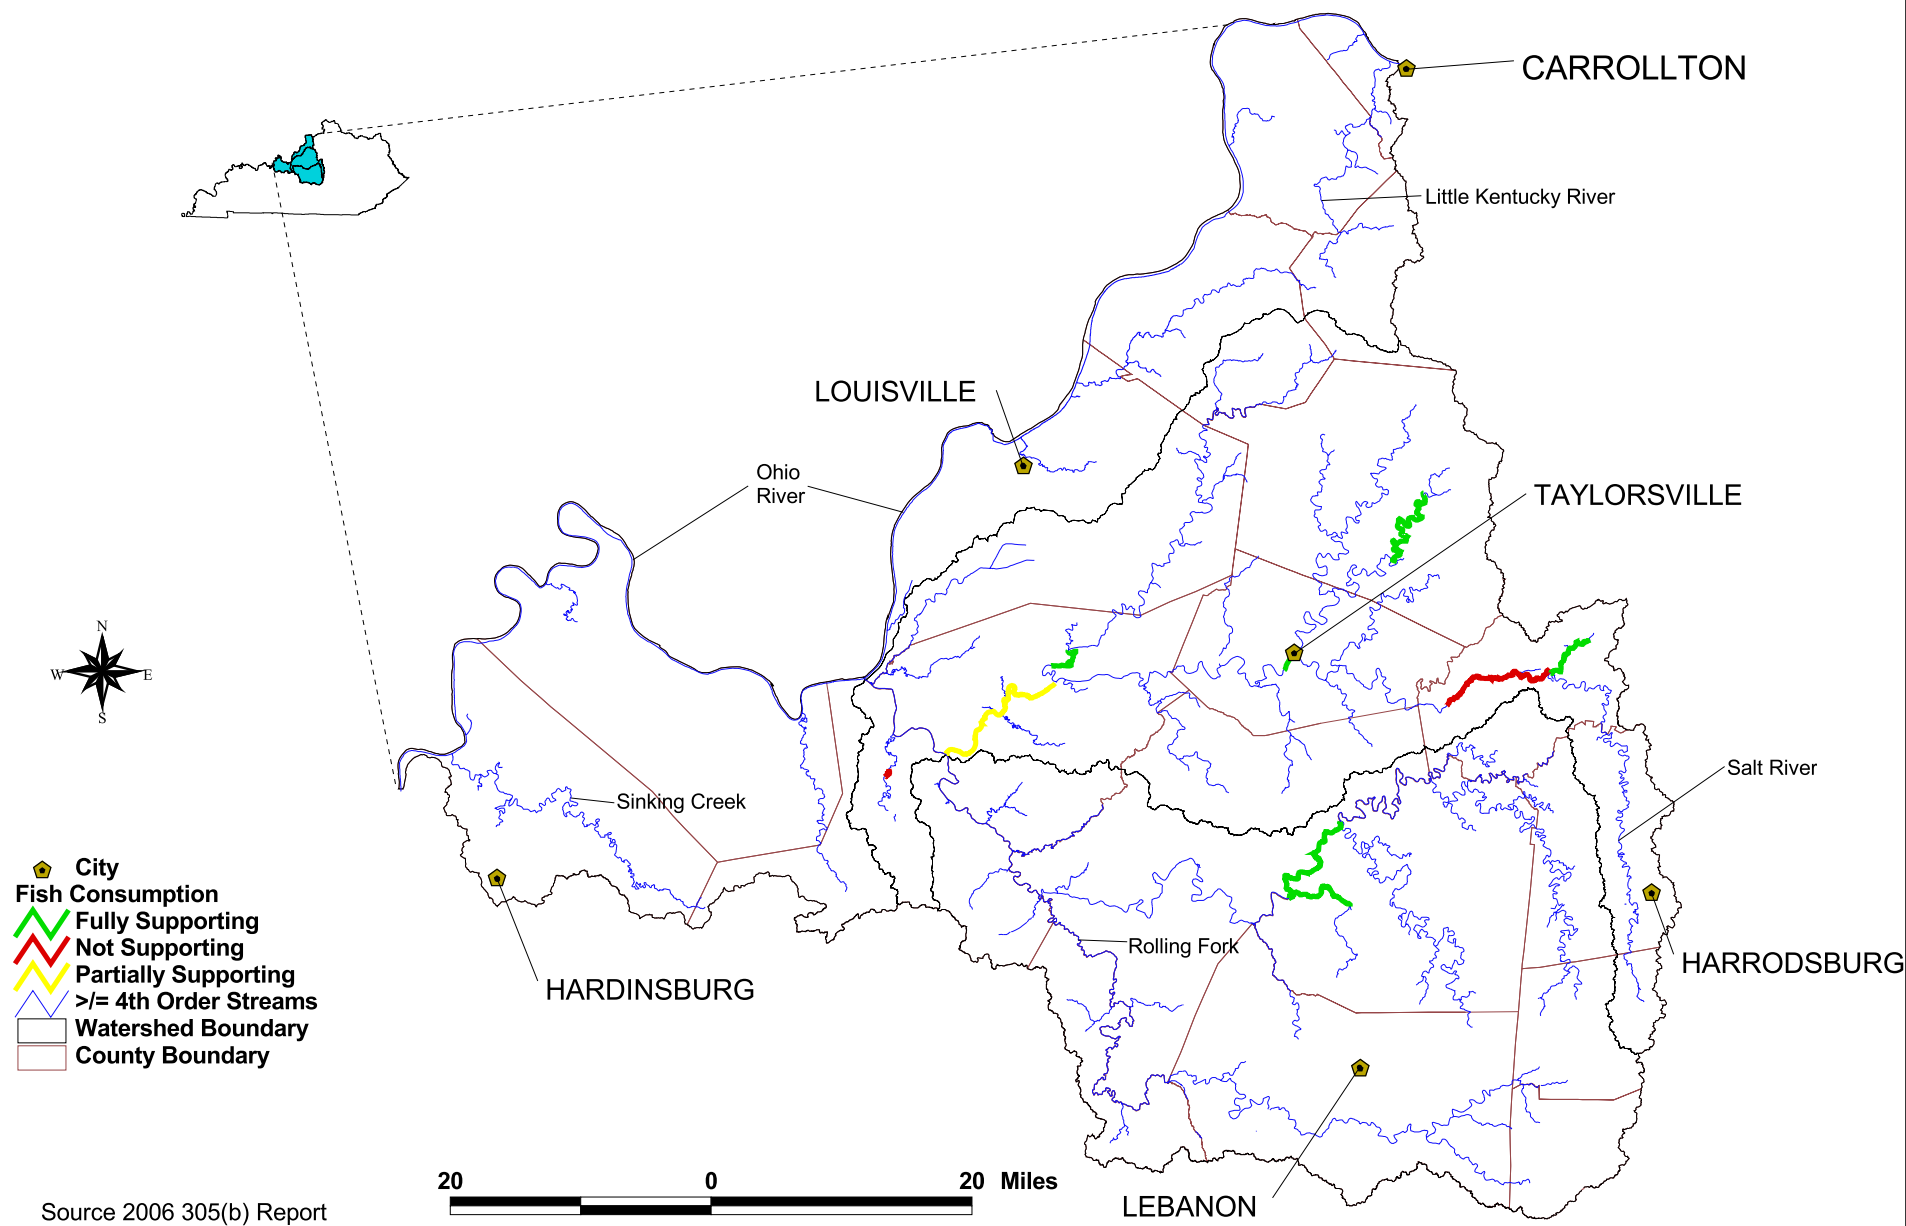 CARROLLTON
Little Kentucky River
LOUISVILLE
Ohio
River
TAYLORSVILLE
N
W
E
S
Salt River
Sinking Creek
City
Fish Consumption
Fully Supporting
Not Supporting
Partially Supporting
>/= 4th Order Streams
Watershed Boundary
County Boundary
Rolling Fork
HARRODSBURG
HARDINSBURG
20 0 20 Miles
LEBANON
Source 2006 305(b) Report